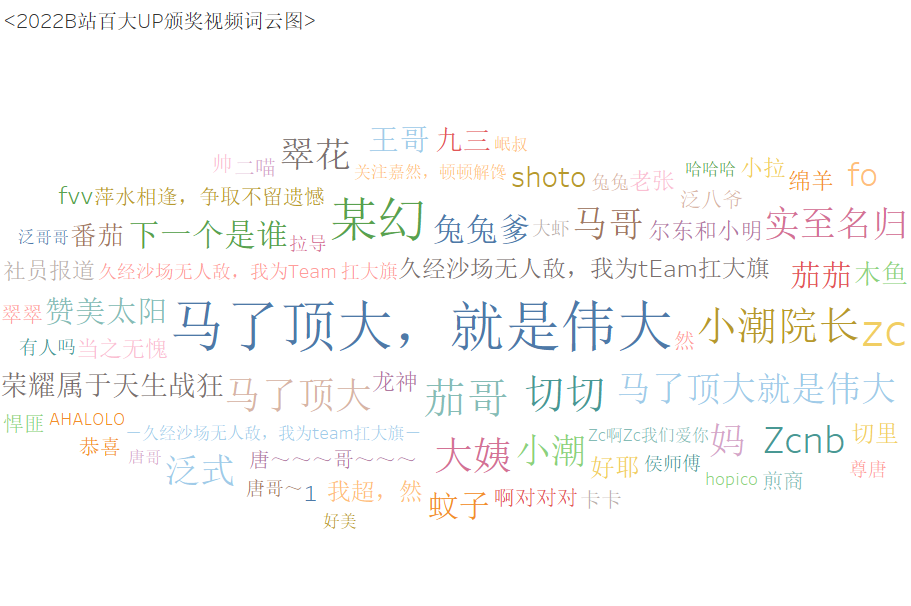 <2022B站百大UP颁奖视频词云图>
王哥 九三 岷叔
帅 二喵 翠花 关注嘉然，顿顿解馋 shoto 兔兔 老张 哈哈哈 小拉 绵羊 fo
fvv 萍水相逢，争取不留遗憾 某幻 泛八爷
泛哥哥 番茄 下一个是谁 拉导 兔兔爹 大虾 马哥 尔东和小明 实至名归
社员报道 久经沙场无人敌，我为Team 扛大旗 久经沙场无人敌，我为tEam扛大旗 茄茄 木鱼
翠翠 赞美太阳 马了顶大，就是伟大 然 小潮院长 zc
有人吗 当之无愧
荣耀属于天生战狂 马了顶大 龙神 茄哥 切切 马了顶大就是伟大
悍匪 AHALOLO －久经沙场无人敌，我为team扛大旗－ Zc啊Zc我们爱你 妈 Zcnb 切里
恭喜 唐哥 泛式 唐～～～哥～～～ 大姨 小潮 好耶 侯师傅 尊唐
唐哥～1 我超，然 蚊子 啊对对对 卡卡 hopico 煎商
好美